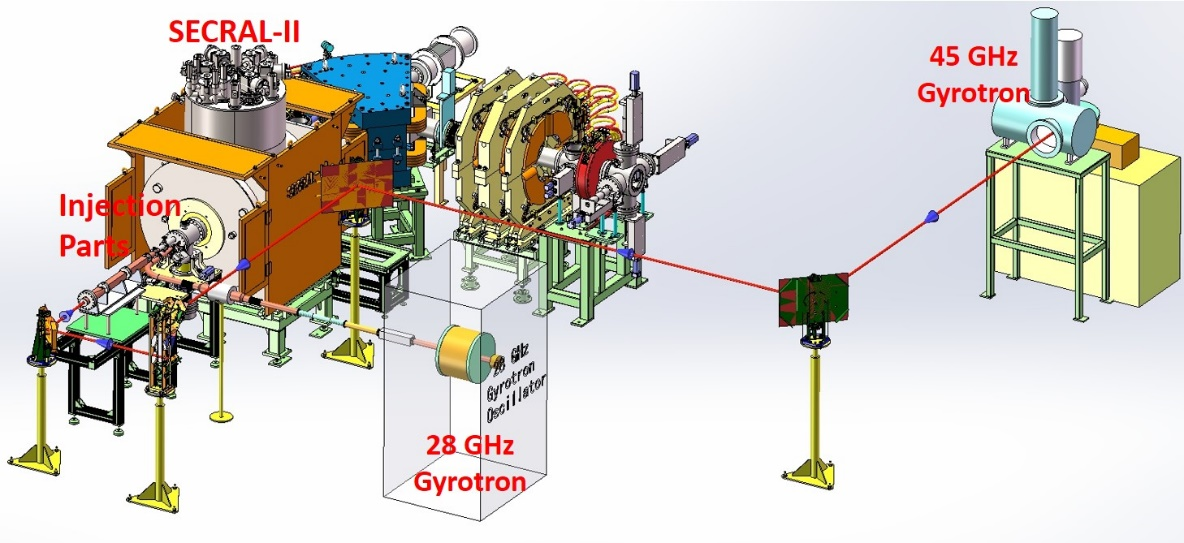 SECRAL-II
45 GHz
Gyrotron
Injection
Parts
28 GHz
Gyrotron
Oscillator
28 GHz
Gyrotron